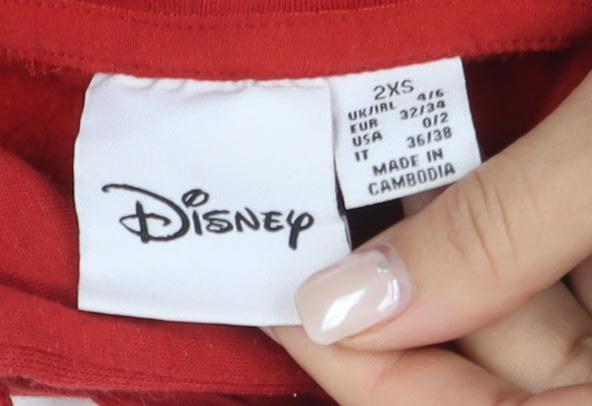 Disney
2XS
UK/IRL 4/6
EUR 32/34
USA 0/2
IT 36/38
MADE IN
CAMBODIA